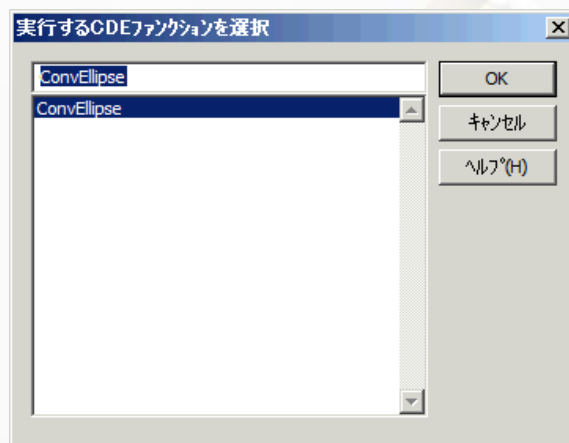 実行するCDEファンクションを選択
ConvEllipse
OK
ConvEllipse
キャンセル
ヘルプ(H)